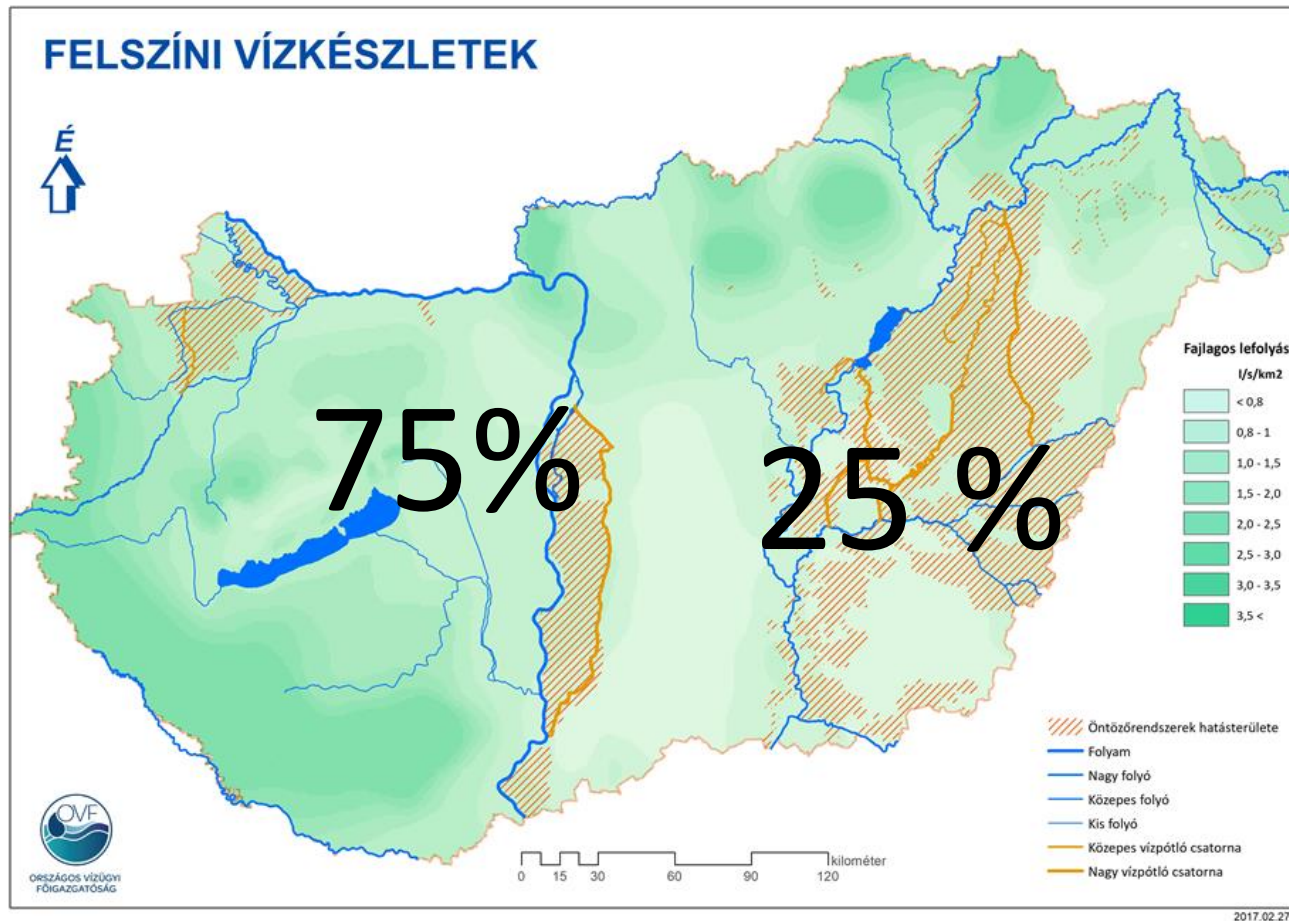 FELSZÍNI VÍZKÉSZLETEK
É
75%
25 %
Fajlagos lefolyás
l/s/km2
< 0,8
0,8 - 1
1,0 - 1,5
1,5 - 2,0
2,0 - 2,5
2,5 - 3,0
3,0 - 3,5
3,5 <
Öntözőrendszerek hatásterülete
Folyam
Nagy folyó
Közepes folyó
Kis folyó
Közepes vízpótló csatorna
Nagy vízpótló csatorna
OVF
ORSZÁGOS VÍZÜGYI
FŐIGAZGATÓSÁG
kilométer
0 15 30 60 90 120
2017.02.27